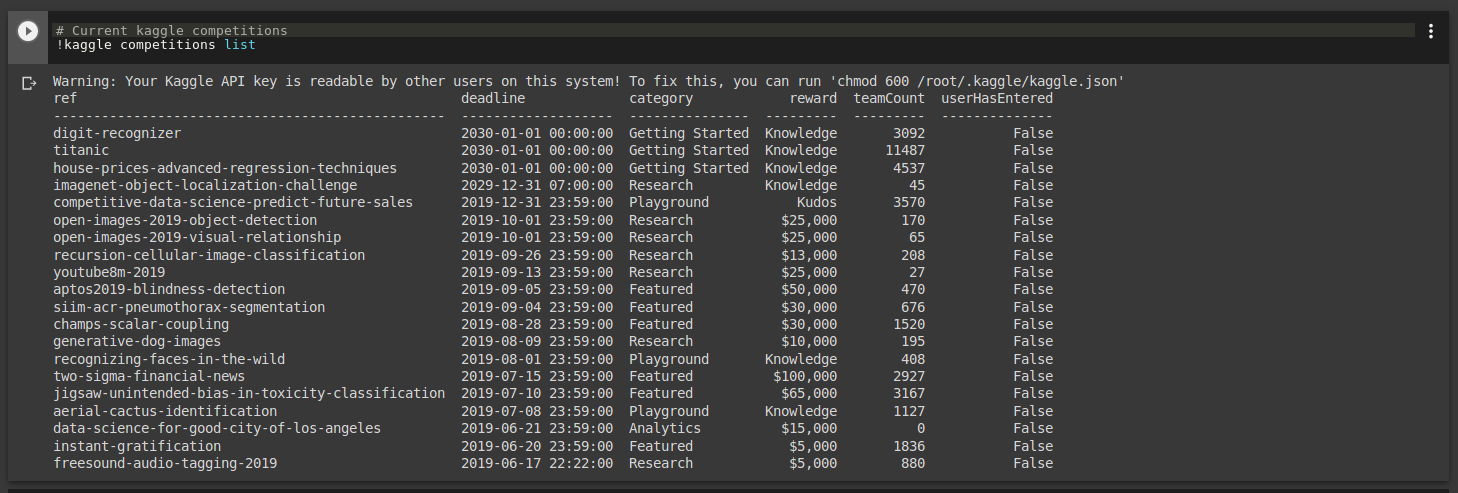 # Current kaggle competitions
!kaggle competitions list
Warning: Your Kaggle API key is readable by other users on this system! To fix this, you can run 'chmod 600 /root/.kaggle/kaggle.json'
ref deadline category reward teamCount userHasEntered
------------------------------------------------- ------------------- --------------- --------- --------- --------------
digit-recognizer 2030-01-01 00:00:00 Getting Started Knowledge 3092 False
titanic 2030-01-01 00:00:00 Getting Started Knowledge 11487 False
house-prices-advanced-regression-techniques 2030-01-01 00:00:00 Getting Started Knowledge 4537 False
imagenet-object-localization-challenge 2029-12-31 07:00:00 Research Knowledge 45 False
competitive-data-science-predict-future-sales 2019-12-31 23:59:00 Playground Kudos 3570 False
open-images-2019-object-detection 2019-10-01 23:59:00 Research $25,000 170 False
open-images-2019-visual-relationship 2019-10-01 23:59:00 Research $25,000 65 False
recursion-cellular-image-classification 2019-09-26 23:59:00 Research $13,000 208 False
youtube8m-2019 2019-09-13 23:59:00 Research $25,000 27 False
aptos2019-blindness-detection 2019-09-05 23:59:00 Featured $50,000 470 False
siim-acr-pneumothorax-segmentation 2019-09-04 23:59:00 Featured $30,000 676 False
champs-scalar-coupling 2019-08-28 23:59:00 Featured $30,000 1520 False
generative-dog-images 2019-08-09 23:59:00 Research $10,000 195 False
recognizing-faces-in-the-wild 2019-08-01 23:59:00 Playground Knowledge 408 False
two-sigma-financial-news 2019-07-15 23:59:00 Featured $100,000 2927 False
jigsaw-unintended-bias-in-toxicity-classification 2019-07-10 23:59:00 Featured $65,000 3167 False
aerial-cactus-identification 2019-07-08 23:59:00 Playground Knowledge 1127 False
data-science-for-good-city-of-los-angeles 2019-06-21 23:59:00 Analytics $15,000 0 False
instant-gratification 2019-06-20 23:59:00 Featured $5,000 1836 False
freesound-audio-tagging-2019 2019-06-17 22:22:00 Research $5,000 880 False